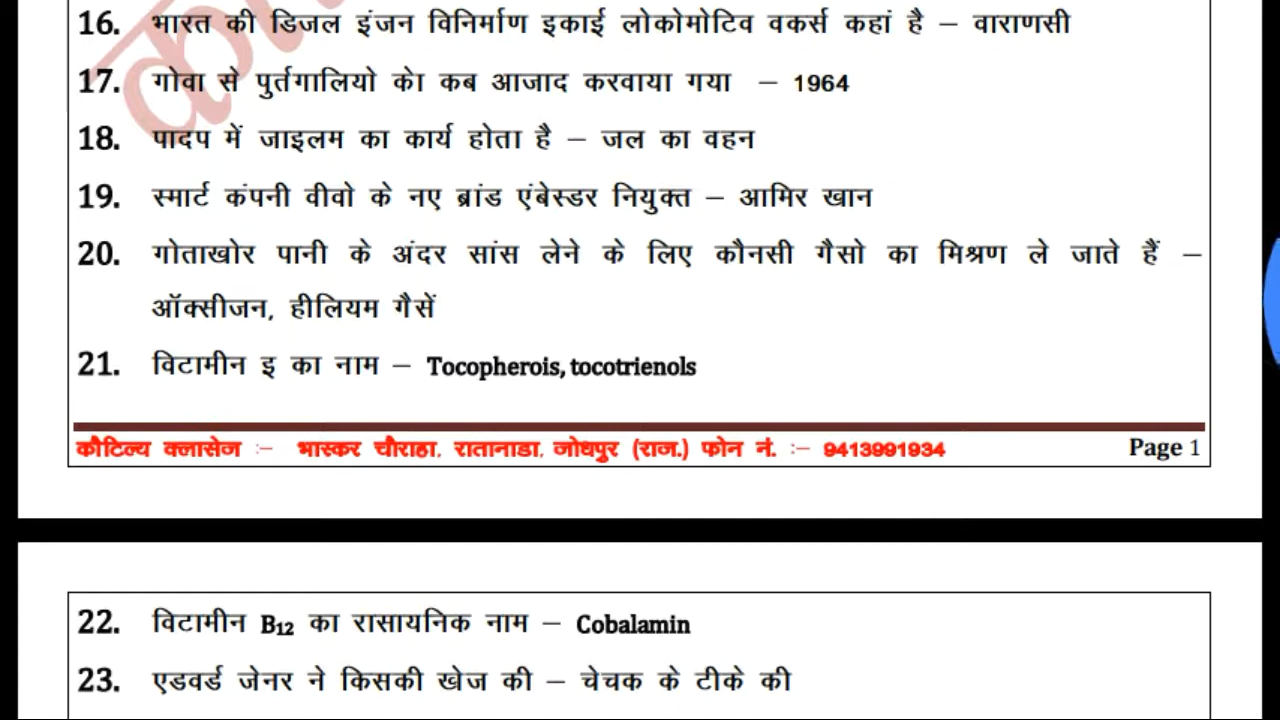 16. भारत की डिजल इंजन विनिर्माण इकाई लोकोमोटिव वकर्स कहां है – वाराणसी
17. गोवा से पुर्तगालियो केा कब आजाद करवाया गया – 1964
18. पादप में जाइलम का कार्य होता है – जल का वहन
19. स्मार्ट कंपनी वीवो के नए ब्रांड एंबेस्डर नियुक्त – आमिर खान
20. गोताखोर पानी के अंदर सांस लेने के लिए कौनसी गैसो का मिश्रण ले जाते हैं –
ऑक्सीजन, हीलियम गैसें
21. विटामीन इ का नाम – Tocopherois, tocotrienols
कौटिल्य क्लासेज :– भास्कर चौराहा, रातानाडा, जोधपुर (राज.) फोन नं. :– 9413991934 Page 1
22. विटामीन B12 का रासायनिक नाम – Cobalamin
23. एडवर्ड जेनर ने किसकी खेज की – चेचक के टीके की